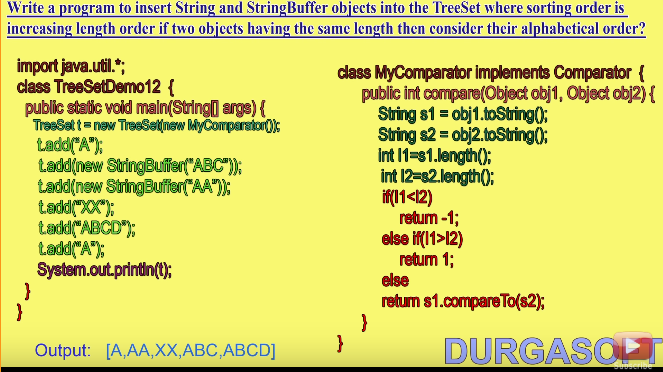 Write a program to insert String and StringBuffer objects into the TreeSet where sorting order is
increasing length order if two objects having the same length then consider their alphabetical order?
import java.util.*;
class TreeSetDemo12 {
public static void main(String[] args) {
TreeSet t = new TreeSet(new MyComparator());
t.add("A");
t.add(new StringBuffer("ABC"));
t.add(new StringBuffer("AA"));
t.add("XX");
t.add("ABCD");
t.add("A");
System.out.println(t);
}
}
Output: [A,AA,XX,ABC,ABCD]
class MyComparator implements Comparator {
public int compare(Object obj1, Object obj2) {
String s1 = obj1.toString();
String s2 = obj2.toString();
int l1=s1.length();
int l2=s2.length();
if(l1<l2)
return -1;
else if(l1>l2)
return 1;
else
return s1.compareTo(s2);
}
}
DURGASOFT
Subscribe